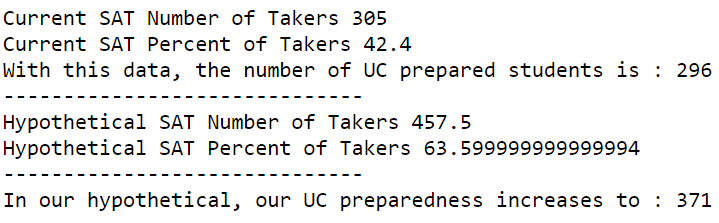 Current SAT Number of Takers 305
Current SAT Percent of Takers 42.4
With this data, the number of UC prepared students is : 296
------------------------------
Hypothetical SAT Number of Takers 457.5
Hypothetical SAT Percent of Takers 63.599999999999994
------------------------------
In our hypothetical, our UC preparedness increases to : 371